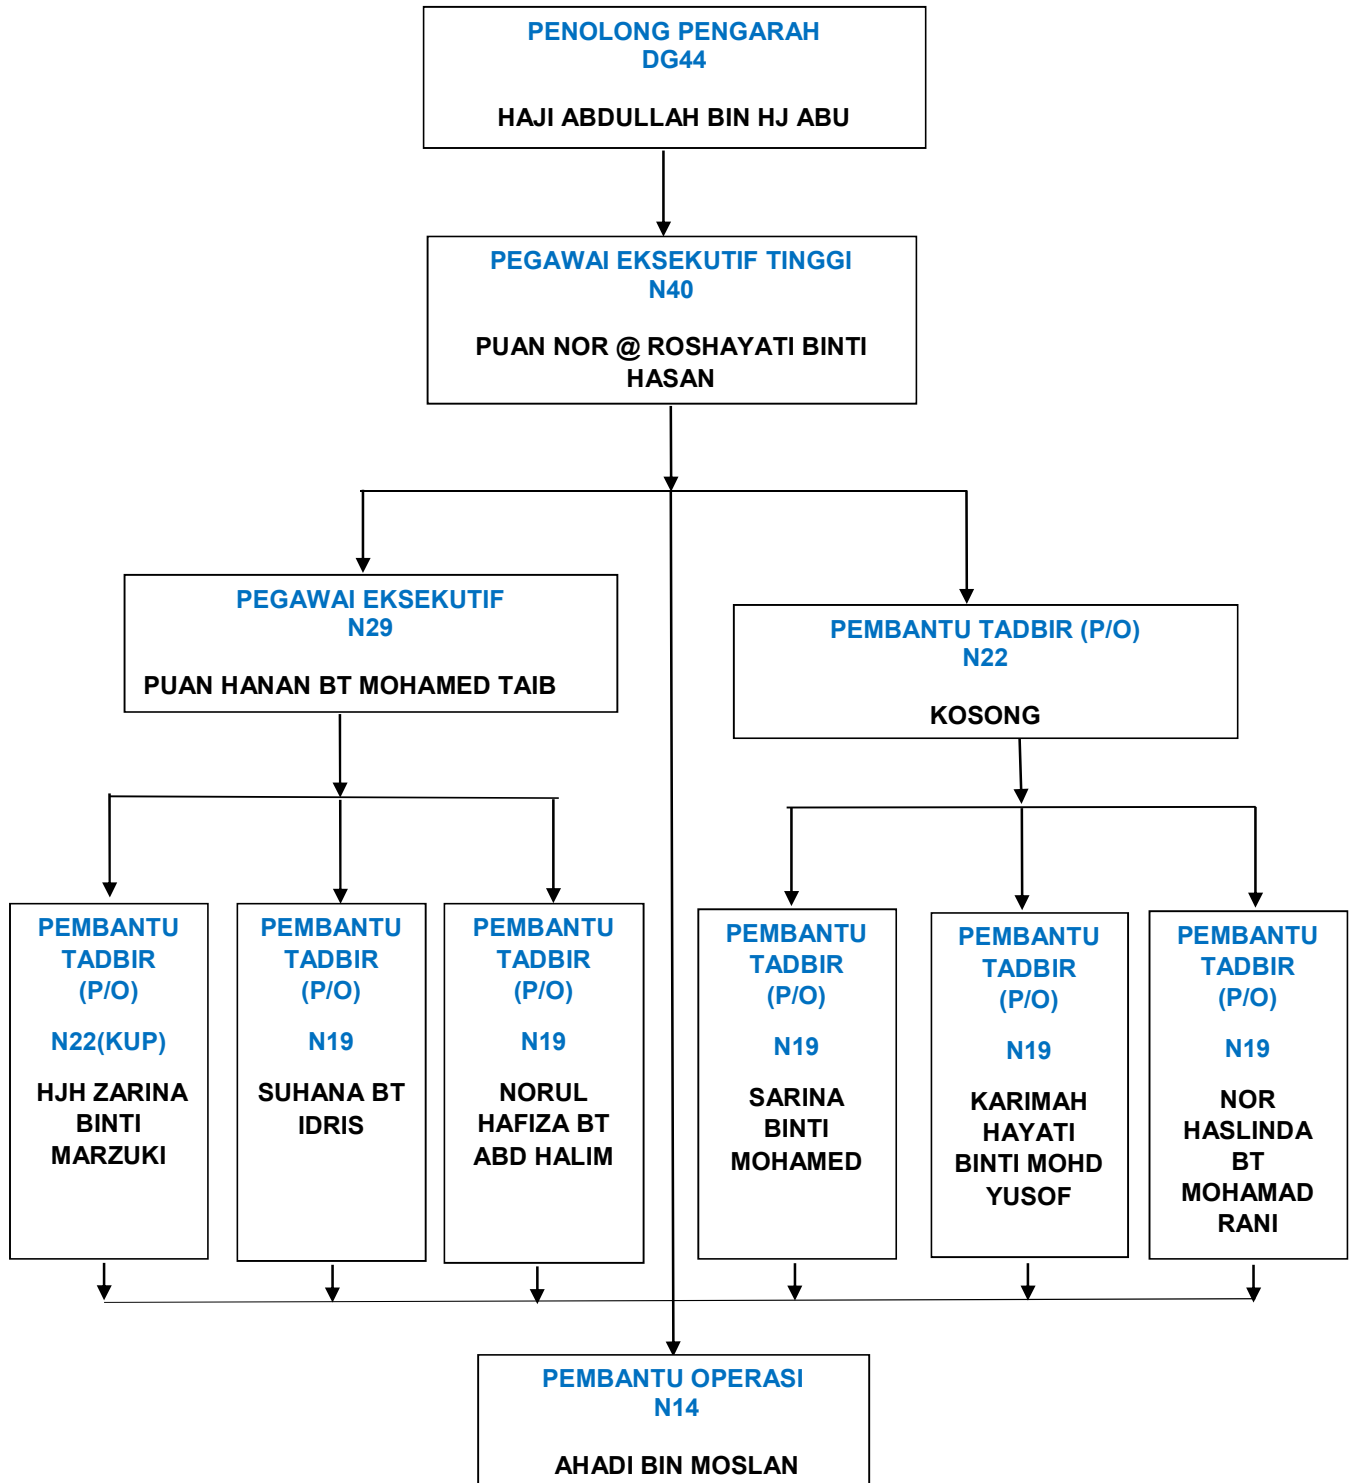 PENOLONG PENGARAH
DG44
HAJI ABDULLAH BIN HJ ABU
PEGAWAI EKSEKUTIF TINGGI
N40
PUAN NOR @ ROSHAYATI BINTI
HASAN
PEGAWAI EKSEKUTIF
N29
PUAN HANAN BT MOHAMED TAIB
PEMBANTU TADBIR (P/O)
N22
KOSONG
PEMBANTU
TADBIR
(P/O)
N22(KUP)
HJH ZARINA
BINTI
MARZUKI
PEMBANTU
TADBIR
(P/O)
N19
SUHANA BT
IDRIS
PEMBANTU
TADBIR
(P/O)
N19
NORUL
HAFIZA BT
ABD HALIM
PEMBANTU
TADBIR
(P/O)
N19
SARINA
BINTI
MOHAMED
PEMBANTU
TADBIR
(P/O)
N19
KARIMAH
HAYATI
BINTI MOHD
YUSOF
PEMBANTU
TADBIR
(P/O)
N19
NOR
HASLINDA
BT
MOHAMAD
RANI
PEMBANTU OPERASI
N14
AHADI BIN MOSLAN